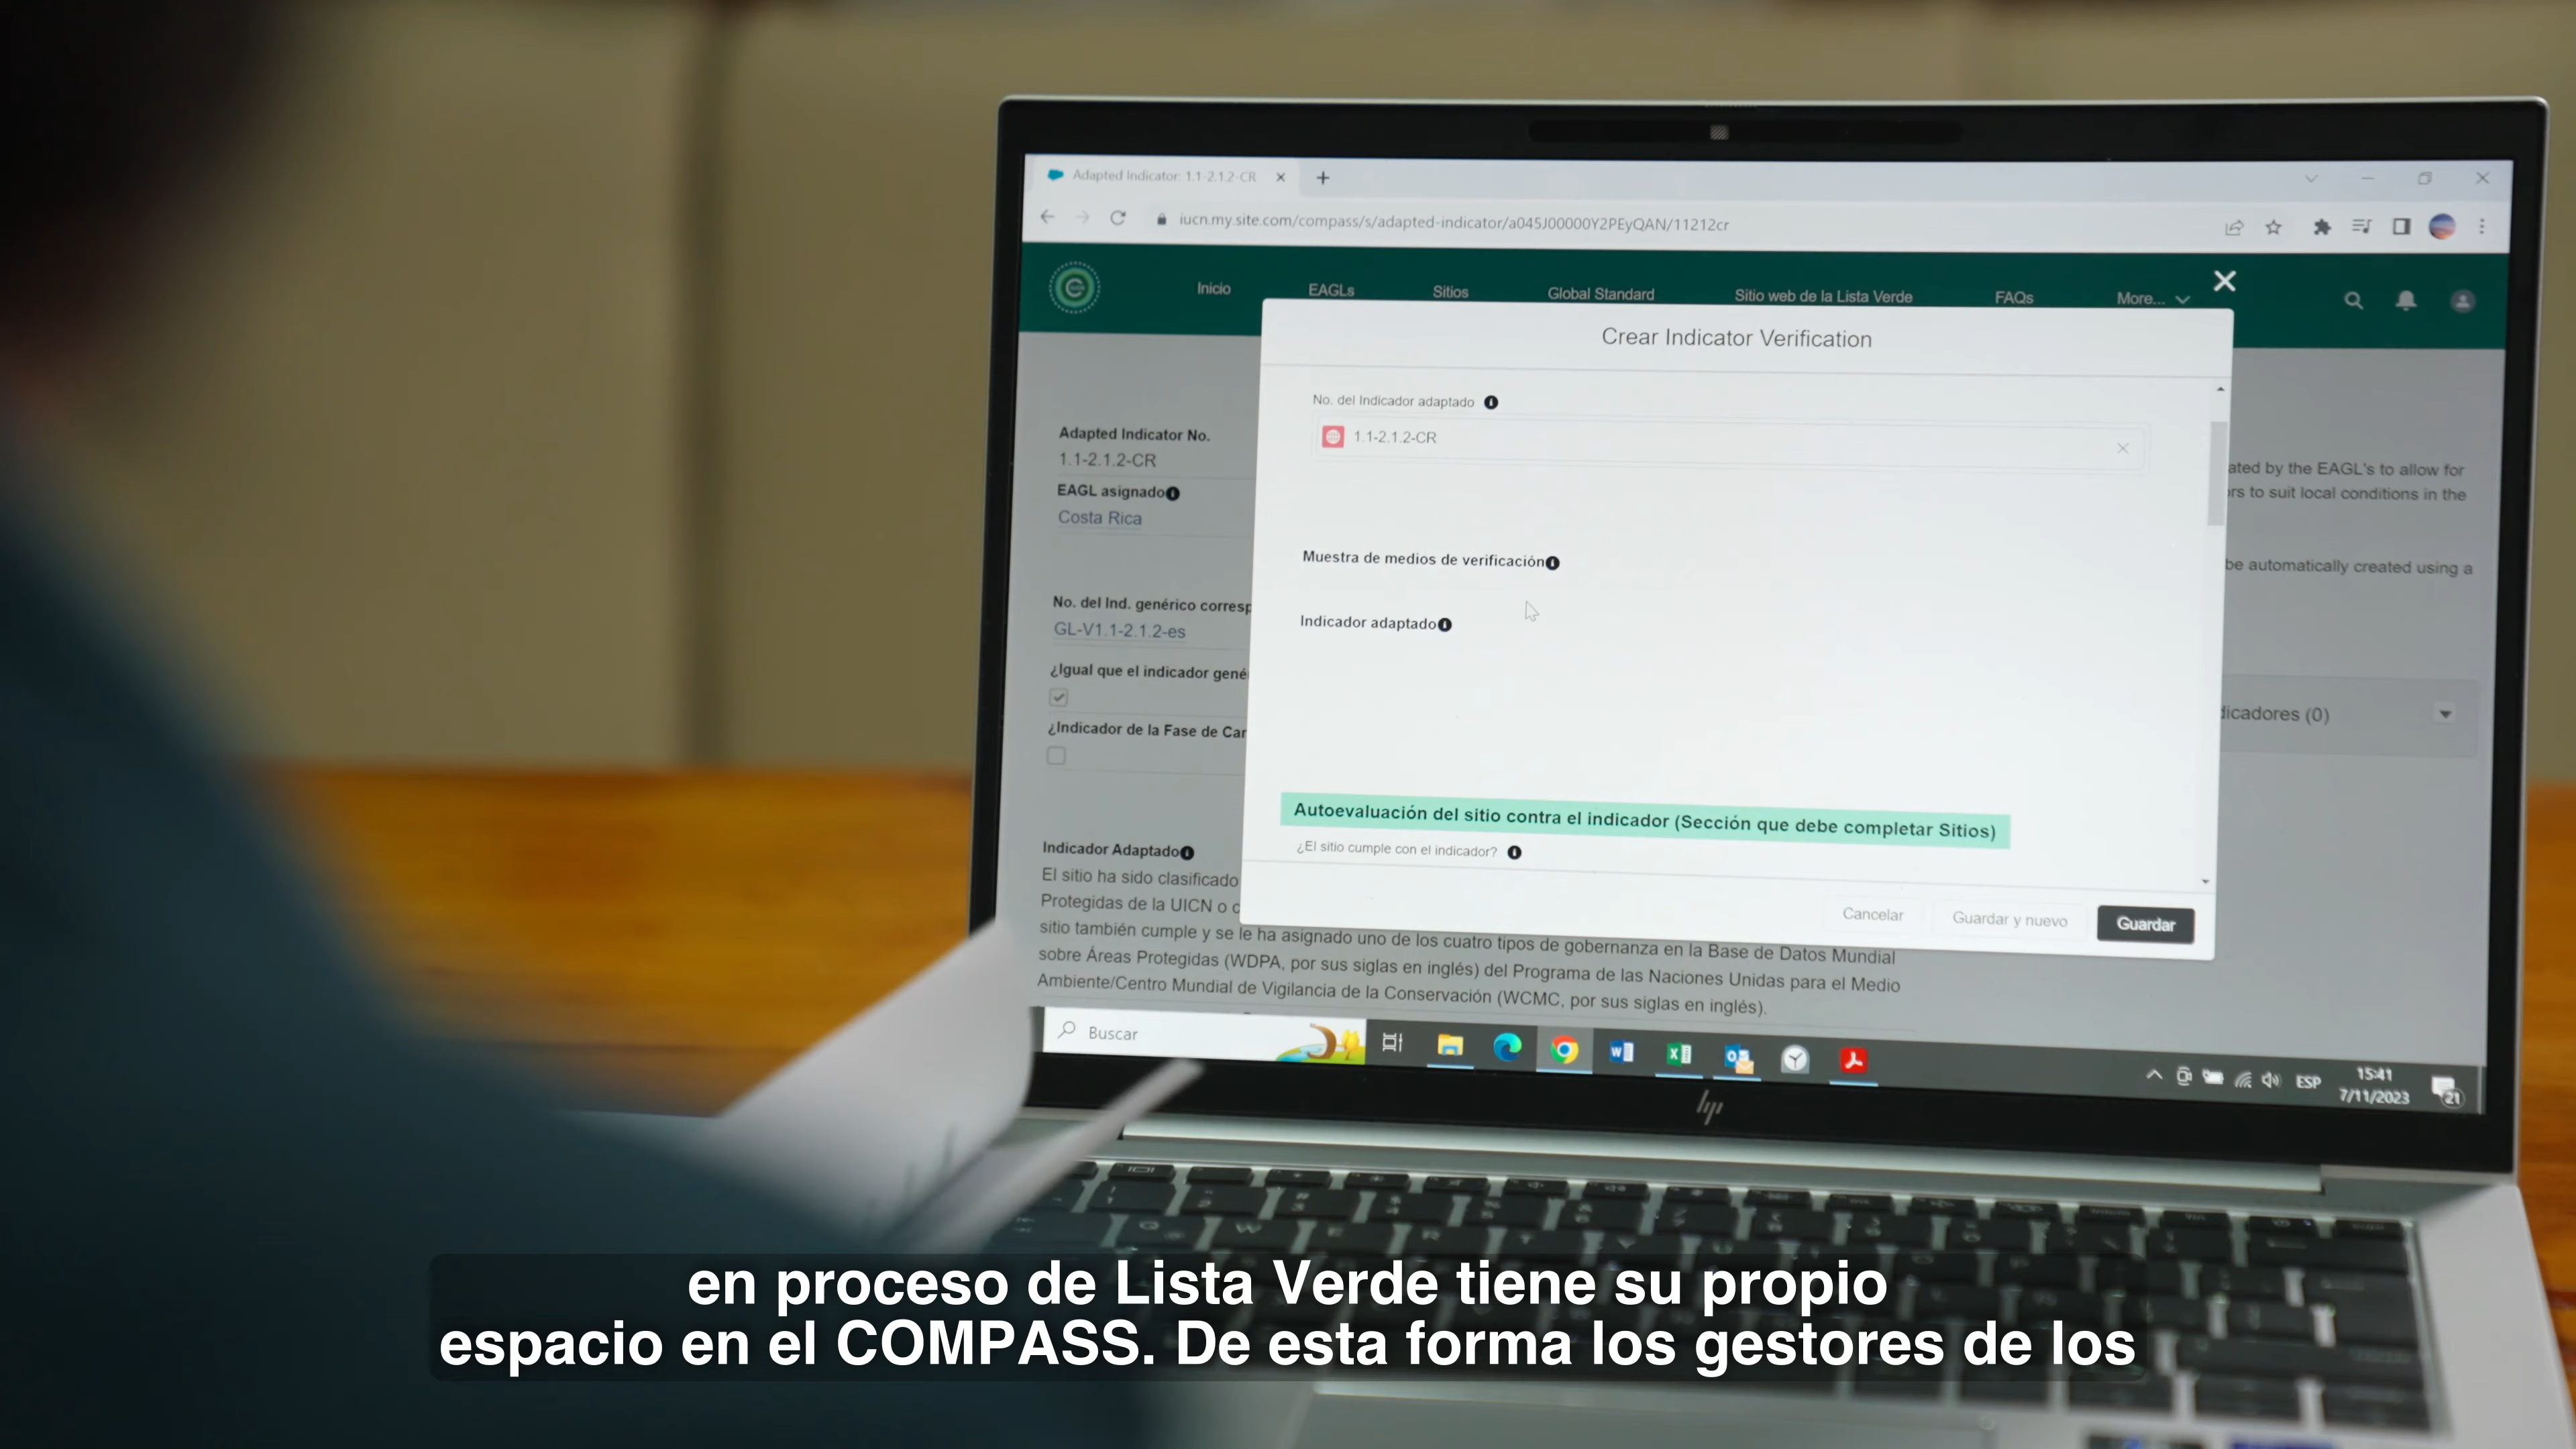 Adapted Indicator: 1.1-2.1.2-CR
iucn.my.site.com/compass/s/adapted-indicator/a045J00000Y2PEyQAN/11212cr
Inicio
EAGLs
Sitios
Global Standard
Sitio web de la Lista Verde
FAQs
More...
Crear Indicator Verification
No. del Indicador adaptado
1.1-2.1.2-CR
Muestra de medios de verificación
Indicador adaptado
Autoevaluación del sitio contra el indicador (Sección que debe completar Sitios)
¿El sitio cumple con el indicador?
Cancelar
Guardar y nuevo
Guardar
Adapted Indicator No.
1.1-2.1.2-CR
EAGL asignado
Costa Rica
No. del Ind. genérico corresp
GL-V1.1-2.1.2-es
¿Igual que el indicador gené
¿Indicador de la Fase de Car
Indicador Adaptado
El sitio ha sido clasificado
Protegidas de la UICN o c
sitio también cumple y se le ha asignado uno de los cuatro tipos de gobernanza en la Base de Datos Mundial
sobre Áreas Protegidas (WDPA, por sus siglas en inglés) del Programa de las Naciones Unidas para el Medio
Ambiente/Centro Mundial de Vigilancia de la Conservación (WCMC, por sus siglas en inglés).
ated by the EAGL's to allow for
rs to suit local conditions in the
be automatically created using a
dicadores (0)
Buscar
ESP
15:41
7/11/2023
21
hp
en proceso de Lista Verde tiene su propio
espacio en el COMPASS. De esta forma los gestores de los